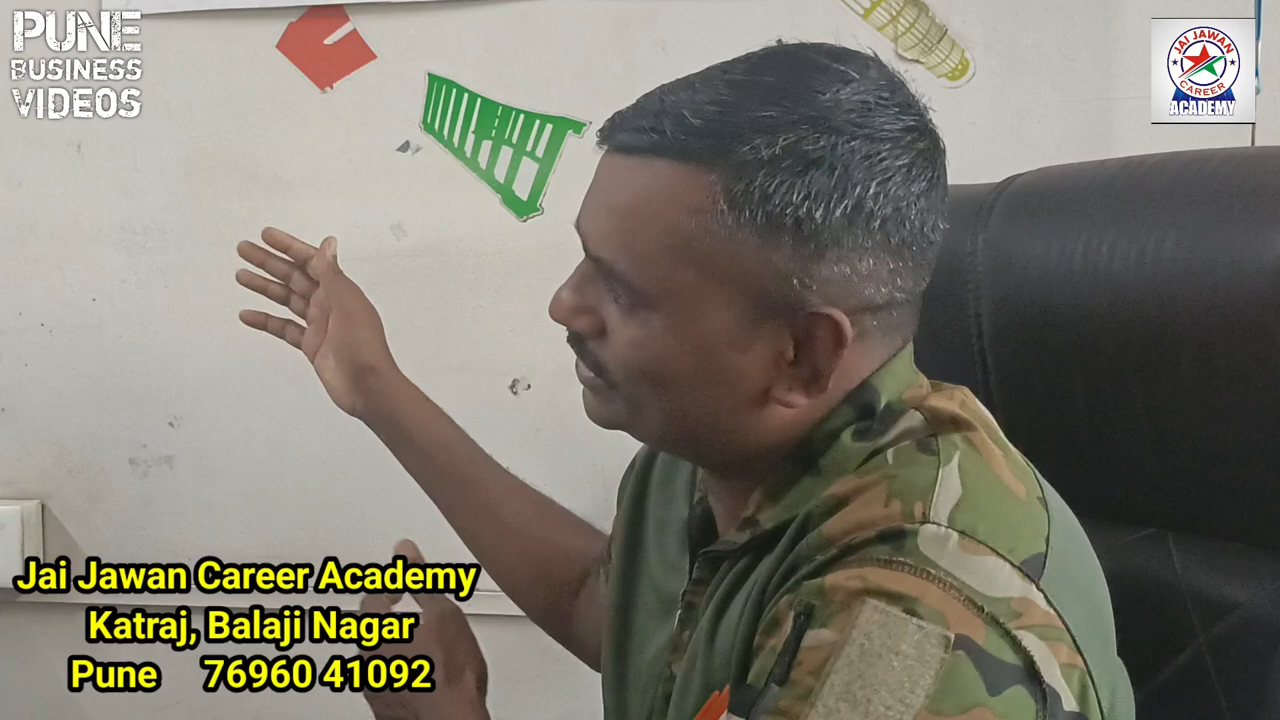 PUNE
BUSINESS
VIDEOS
JAI JAWAN
CAREER
ACADEMY
Jai Jawan Career Academy
Katraj, Balaji Nagar
Pune 76960 41092